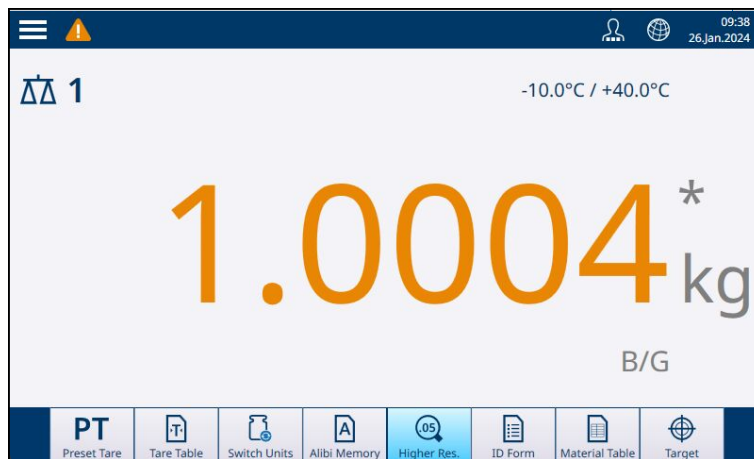 09:38
26.Jan.2024
1
-10.0°C / +40.0°C
1.0004
*
kg
B/G
PT
Preset Tare
T
Tare Table
Switch Units
A
Alibi Memory
.05
Higher Res.
ID Form
Material Table
Target